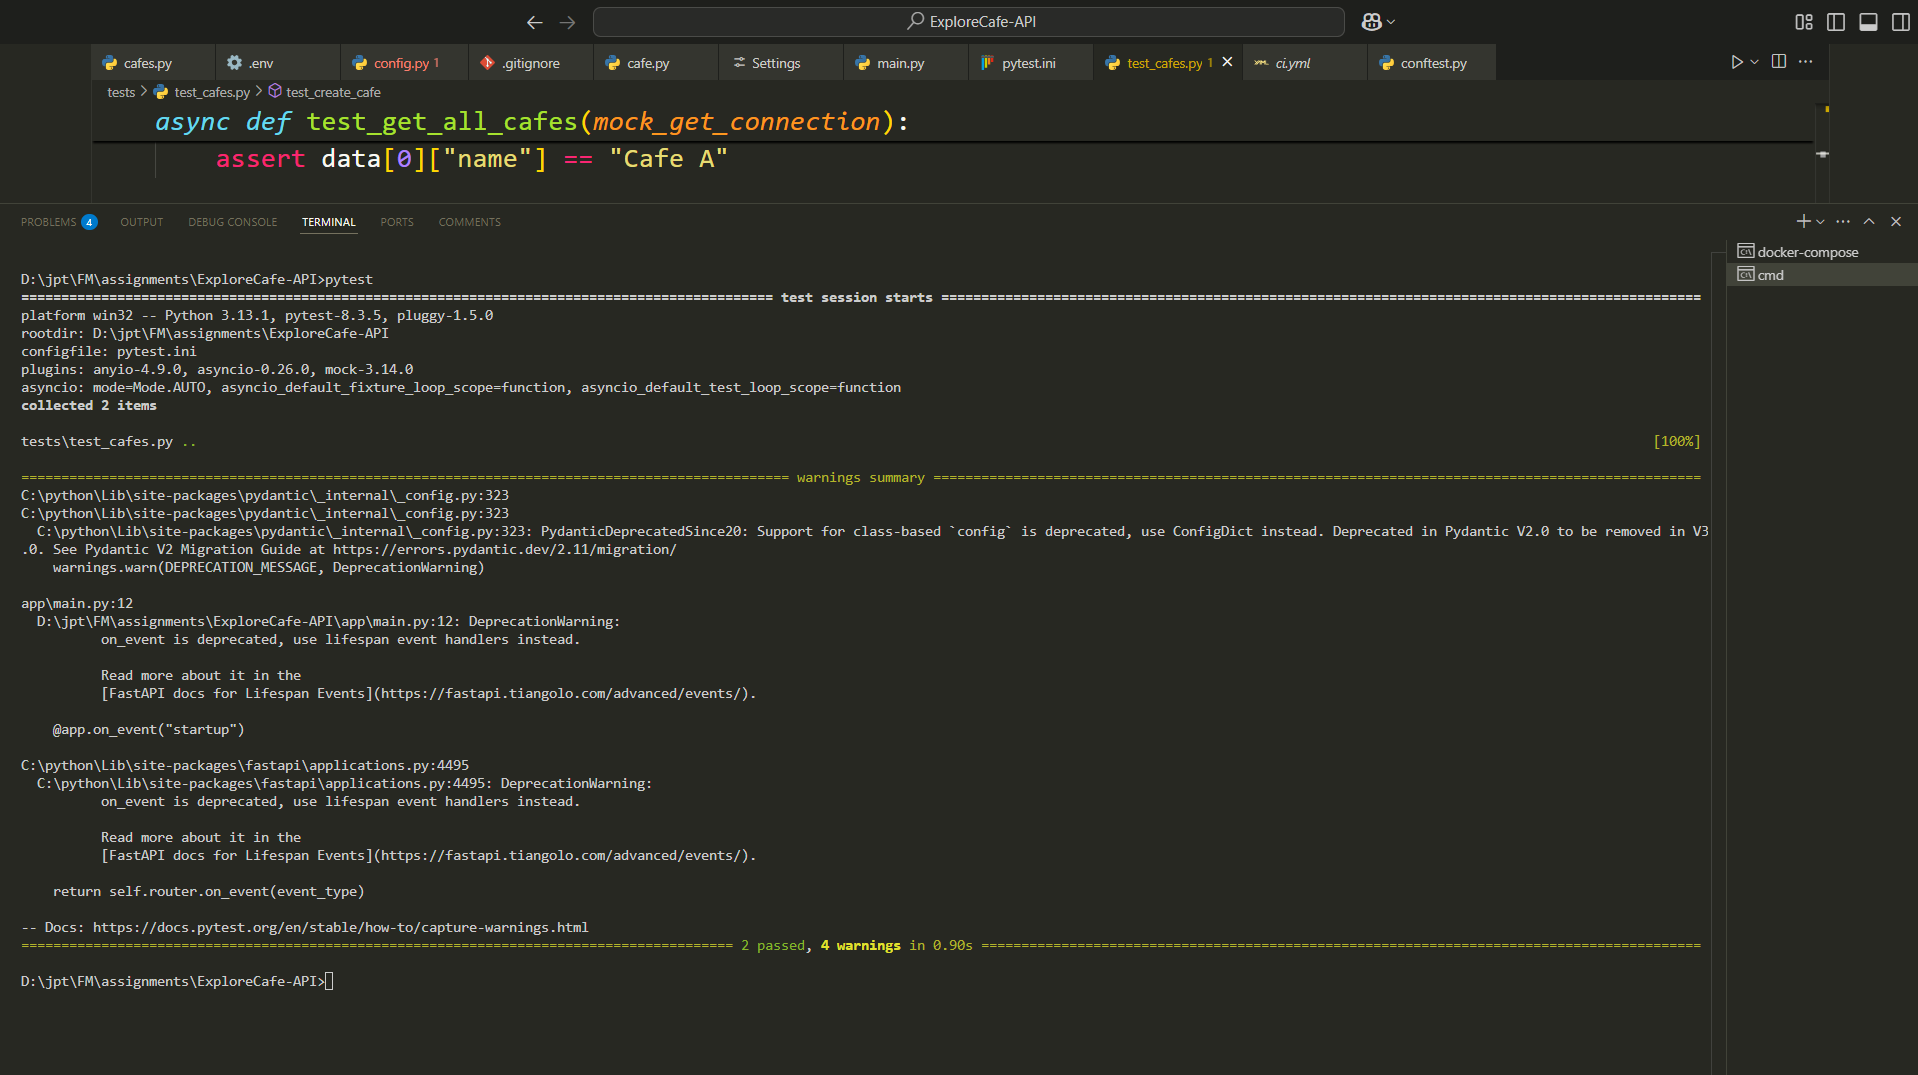 ExploreCafe-API
cafes.py
.env
config.py 1
.gitignore
cafe.py
Settings
main.py
pytest.ini
test_cafes.py 1
ci.yml
conftest.py
tests > test_cafes.py > test_create_cafe
async def test_get_all_cafes(mock_get_connection):
assert data[0]["name"] == "Cafe A"
PROBLEMS 4 OUTPUT DEBUG CONSOLE TERMINAL PORTS COMMENTS
docker-compose
cmd
D:\jpt\FM\assignments\ExploreCafe-API>pytest
============================================================================================== test session starts ===============================================================================================
platform win32 -- Python 3.13.1, pytest-8.3.5, pluggy-1.5.0
rootdir: D:\jpt\FM\assignments\ExploreCafe-API
configfile: pytest.ini
plugins: anyio-4.9.0, asyncio-0.26.0, mock-3.14.0
asyncio: mode=Mode.AUTO, asyncio_default_fixture_loop_scope=function, asyncio_default_test_loop_scope=function
collected 2 items
tests\test_cafes.py .. [100%]
================================================================================================ warnings summary ================================================================================================
C:\python\Lib\site-packages\pydantic\_internal\_config.py:323
C:\python\Lib\site-packages\pydantic\_internal\_config.py:323
C:\python\Lib\site-packages\pydantic\_internal\_config.py:323: PydanticDeprecatedSince20: Support for class-based `config` is deprecated, use ConfigDict instead. Deprecated in Pydantic V2.0 to be removed in V3
.0. See Pydantic V2 Migration Guide at https://errors.pydantic.dev/2.11/migration/
warnings.warn(DEPRECATION_MESSAGE, DeprecationWarning)
app\main.py:12
D:\jpt\FM\assignments\ExploreCafe-API\app\main.py:12: DeprecationWarning:
on_event is deprecated, use lifespan event handlers instead.
Read more about it in the
[FastAPI docs for Lifespan Events](https://fastapi.tiangolo.com/advanced/events/).
@app.on_event("startup")
C:\python\Lib\site-packages\fastapi\applications.py:4495
C:\python\Lib\site-packages\fastapi\applications.py:4495: DeprecationWarning:
on_event is deprecated, use lifespan event handlers instead.
Read more about it in the
[FastAPI docs for Lifespan Events](https://fastapi.tiangolo.com/advanced/events/).
return self.router.on_event(event_type)
-- Docs: https://docs.pytest.org/en/stable/how-to/capture-warnings.html
========================================================================================= 2 passed, 4 warnings in 0.90s ==========================================================================================
D:\jpt\FM\assignments\ExploreCafe-API>